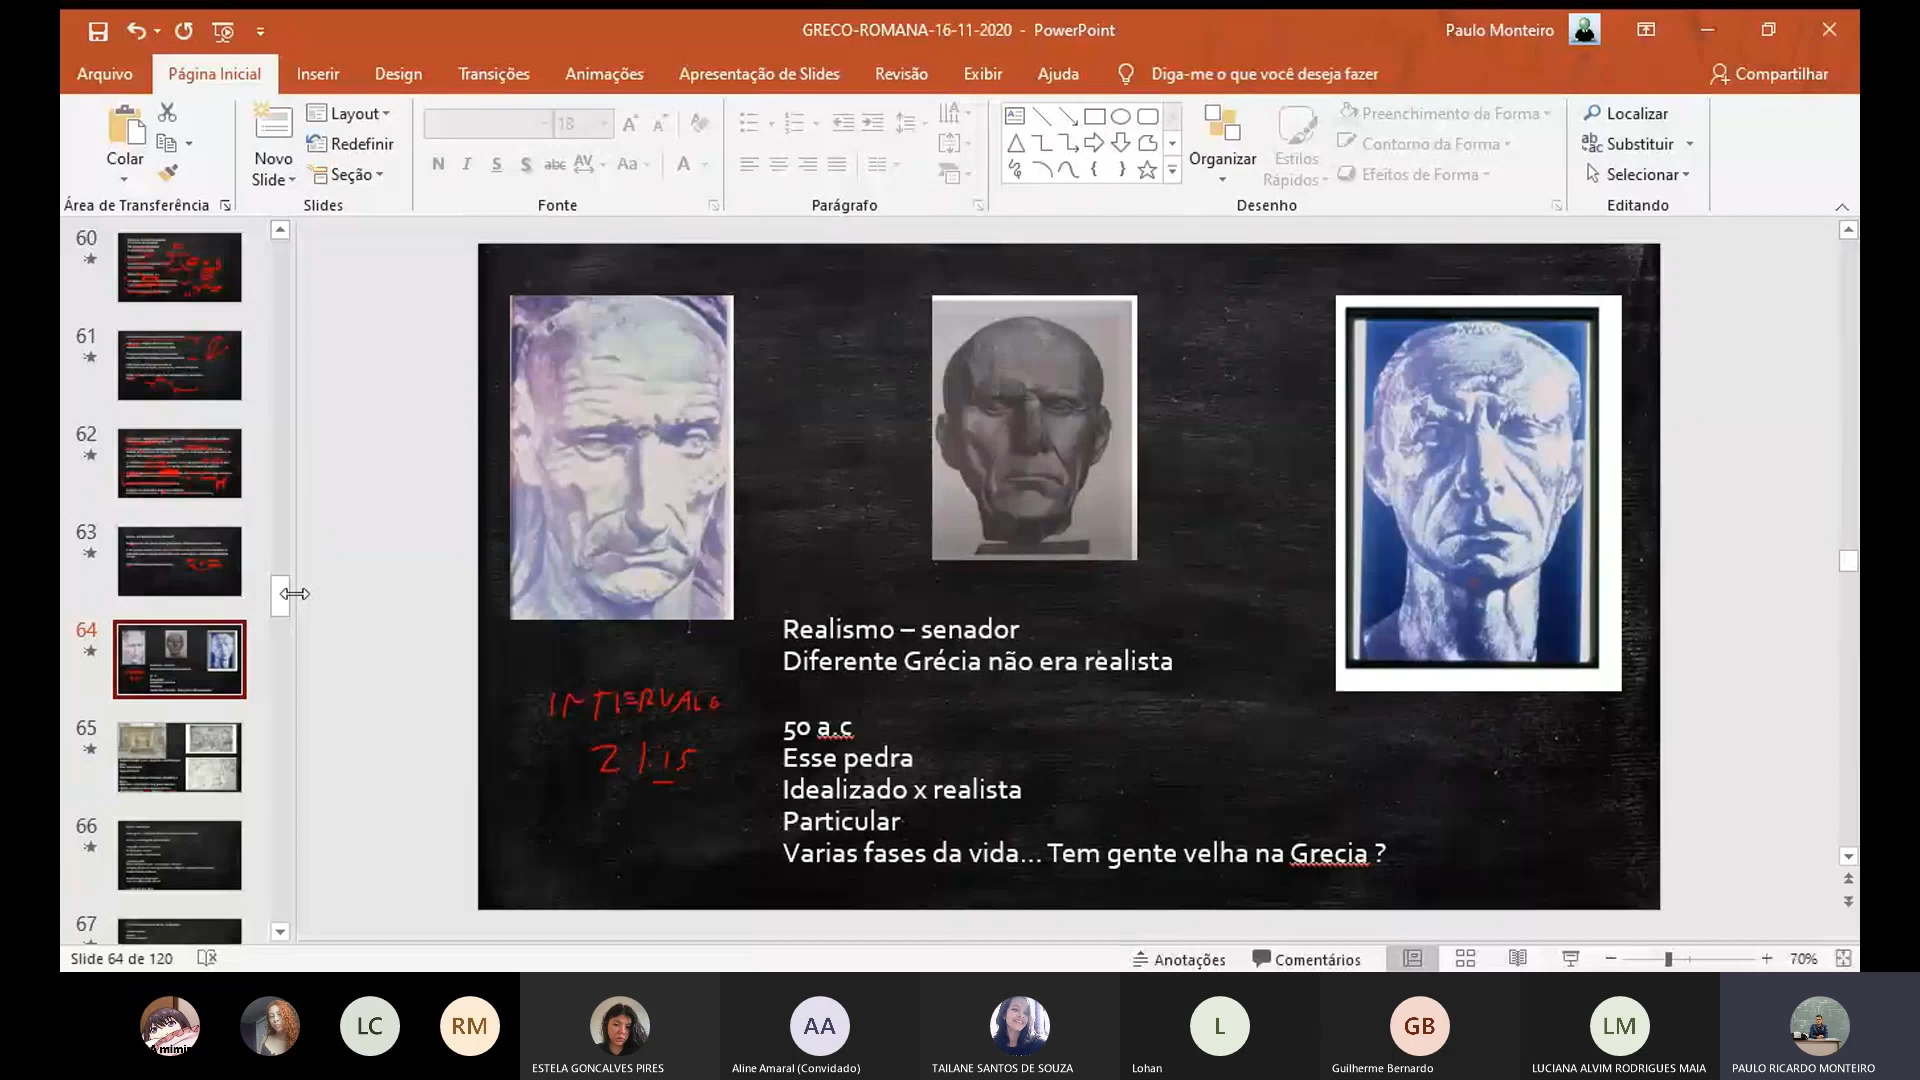 GRECO-ROMANA-16-11-2020 - PowerPoint
Paulo Monteiro
Arquivo
Página Inicial
Inserir
Design
Transições
Animações
Apresentação de Slides
Revisão
Exibir
Ajuda
Diga-me o que você deseja fazer
Compartilhar
Colar
Novo
Slide
Layout
Redefinir
Seção
18
N I S S abc AV Aa A
Organizar
Estilos
Rápidos
Preenchimento da Forma
Contorno da Forma
Efeitos de Forma
Localizar
Substituir
Selecionar
Área de Transferência
Slides
Fonte
Parágrafo
Desenho
Editando
60
61
62
63
64
65
66
67
Realismo – senador
Diferente Grécia não era realista
50 a.c
Esse pedra
Idealizado x realista
Particular
Varias fases da vida... Tem gente velha na Grecia ?
INTERVALO
21:15
Slide 64 de 120
Anotações
Comentários
70%
LC
RM
ESTELA GONCALVES PIRES
AA
Aline Amaral (Convidado)
TAILANE SANTOS DE SOUZA
L
Lohan
GB
Guilherme Bernardo
LM
LUCIANA ALVIM RODRIGUES MAIA
PAULO RICARDO MONTEIRO